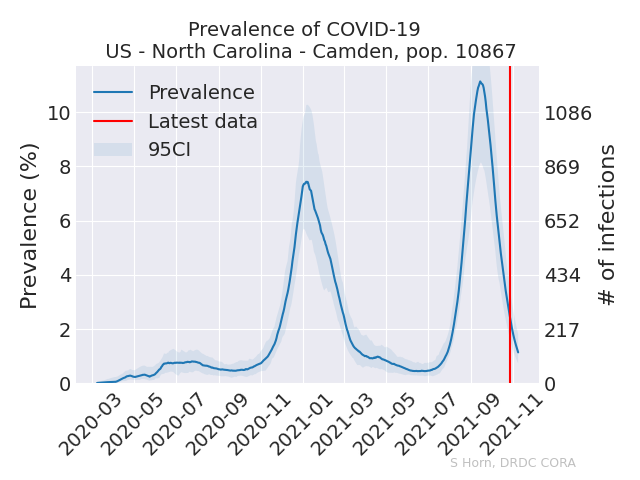 Prevalence of COVID-19
US - North Carolina - Camden, pop. 10867
Prevalence
Latest data
95CI
Prevalence (%)
10
8
6
4
2
0
1086
869
652
434
217
0
# of infections
2020-03
2020-05
2020-07
2020-09
2020-11
2021-01
2021-03
2021-05
2021-07
2021-09
2021-11
S Horn, DRDC CORA